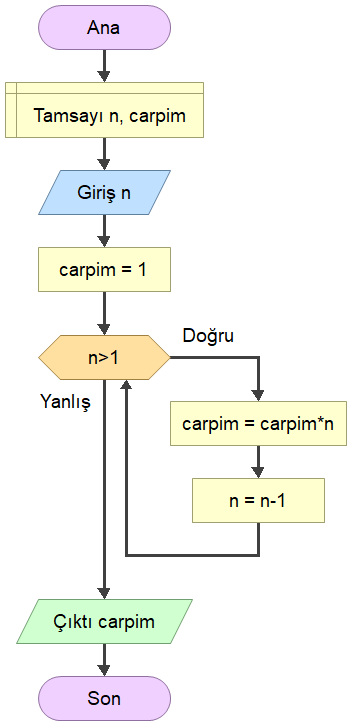 Ana
Tamsayı n, carpim
Giriş n
carpim = 1
n>1
Doğru
Yanlış
carpim = carpim*n
n = n-1
Çıktı carpim
Son